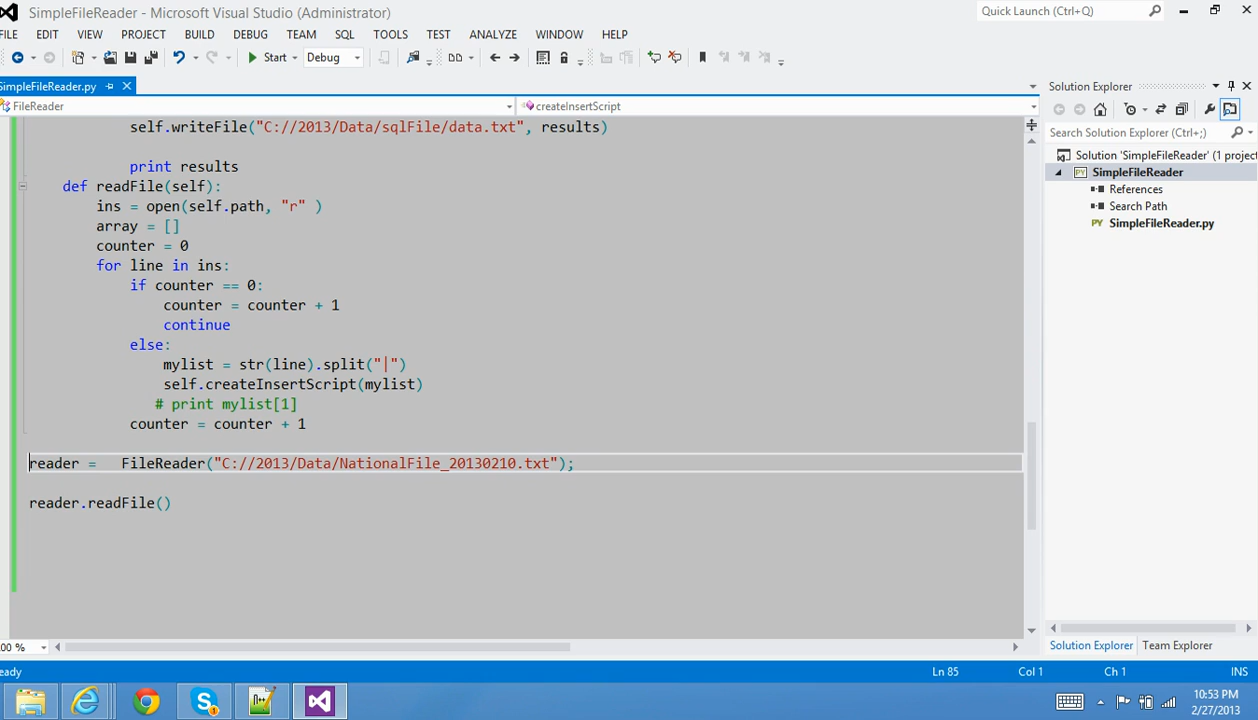 SimpleFileReader - Microsoft Visual Studio (Administrator)
Quick Launch (Ctrl+Q)
FILE EDIT VIEW PROJECT BUILD DEBUG TEAM SQL TOOLS TEST ANALYZE WINDOW HELP
Start Debug
SimpleFileReader.py
FileReader createInsertScript
self.writeFile("C://2013/Data/sqlFile/data.txt", results)
print results
def readFile(self):
ins = open(self.path, "r" )
array = []
counter = 0
for line in ins:
if counter == 0:
counter = counter + 1
continue
else:
mylist = str(line).split("|")
self.createInsertScript(mylist)
# print mylist[1]
counter = counter + 1
reader =   FileReader("C://2013/Data/NationalFile_20130210.txt");
reader.readFile()
Solution Explorer
Search Solution Explorer (Ctrl+;)
Solution 'SimpleFileReader' (1 project
PY SimpleFileReader
References
Search Path
PY SimpleFileReader.py
Solution Explorer Team Explorer
00 %
eady Ln 85 Col 1 Ch 1 INS
10:53 PM
2/27/2013